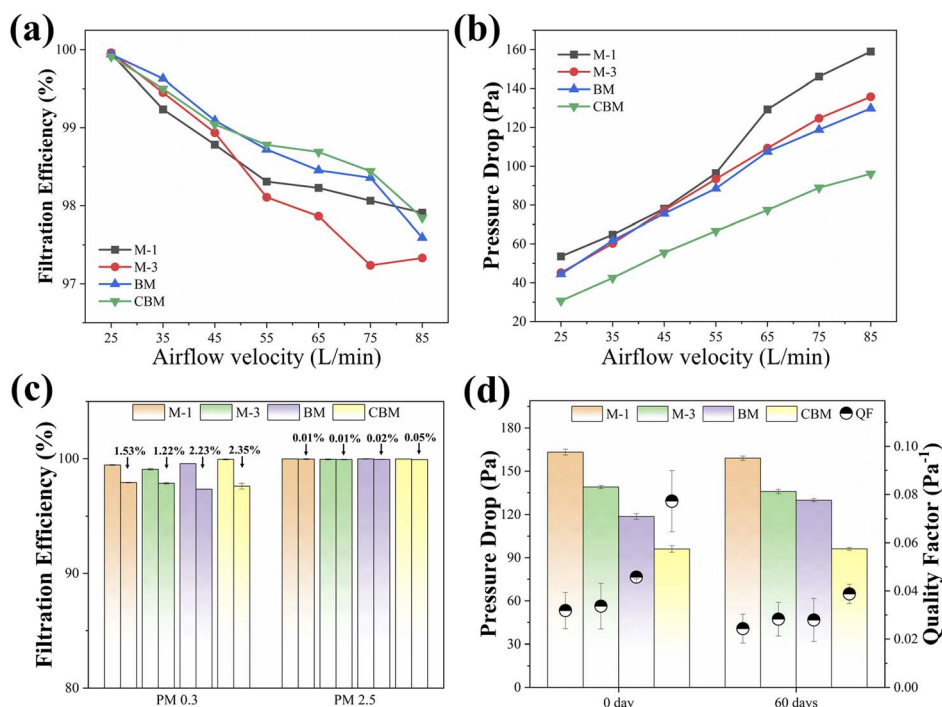 (a)
Filtration Efficiency (%)
100
99
98
97
M-1
M-3
BM
CBM
25 35 45 55 65 75 85
Airflow velocity (L/min)
(b)
Pressure Drop (Pa)
160
140
120
100
80
60
40
20
M-1
M-3
BM
CBM
25 35 45 55 65 75 85
Airflow velocity (L/min)
(c)
Filtration Efficiency (%)
M-1 M-3 BM CBM
1.53% 1.22% 2.23% 2.35% 0.01% 0.01% 0.02% 0.05%
100
90
80
PM 0.3 PM 2.5
(d)
Pressure Drop (Pa)
M-1 M-3 BM CBM QF
180
150
120
90
60
30
0
0 day 60 days
0.10
0.08
0.06
0.04
0.02
0.00
Quality Factor (Pa⁻¹)